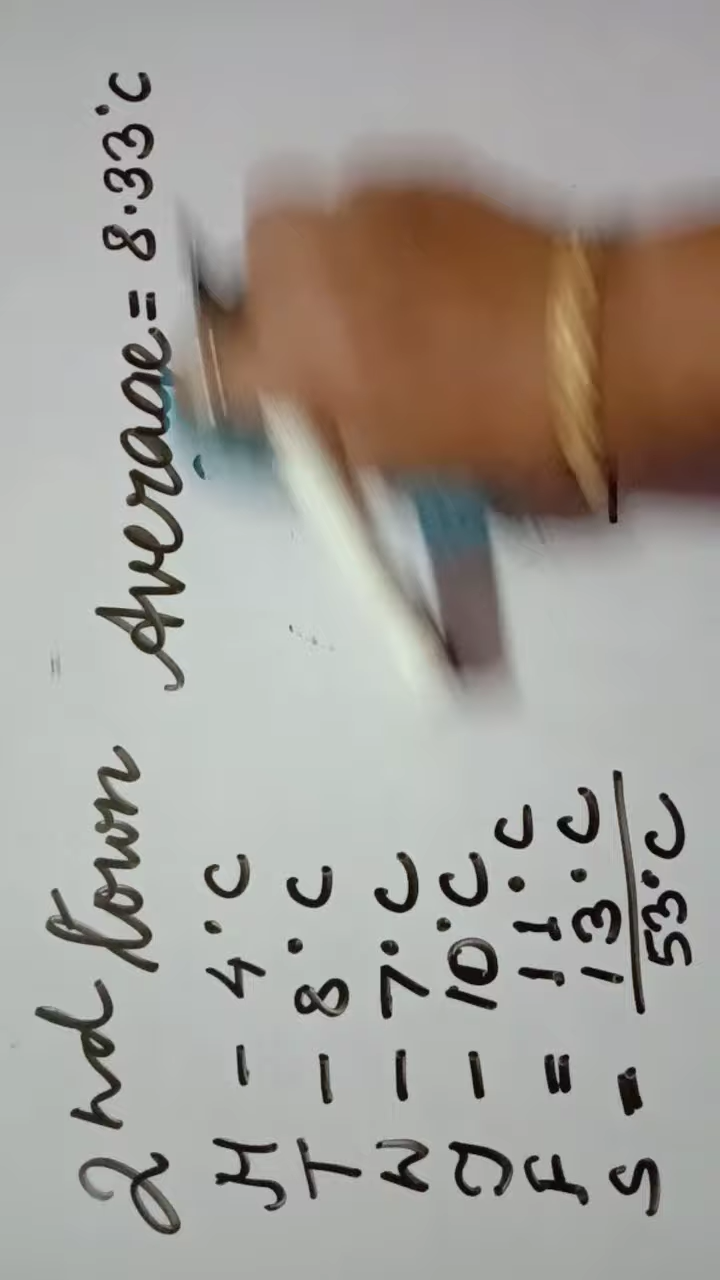 2nd Town Average = 8.33°C
M - 4°C
T - 8°C
W - 7°C
J - 10°C
F = 11°C
S = 13°C
53°C